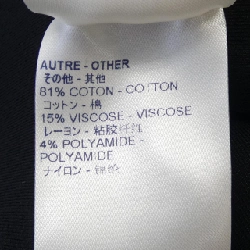 AUTRE - OTHER
その他 - 其他
81% COTON - COTTON
コットン - 棉
15% VISCOSE - VISCOSE
レーヨン - 粘胶纤维
4% POLYAMIDE -
POLYAMIDE
ナイロン - 锦纶